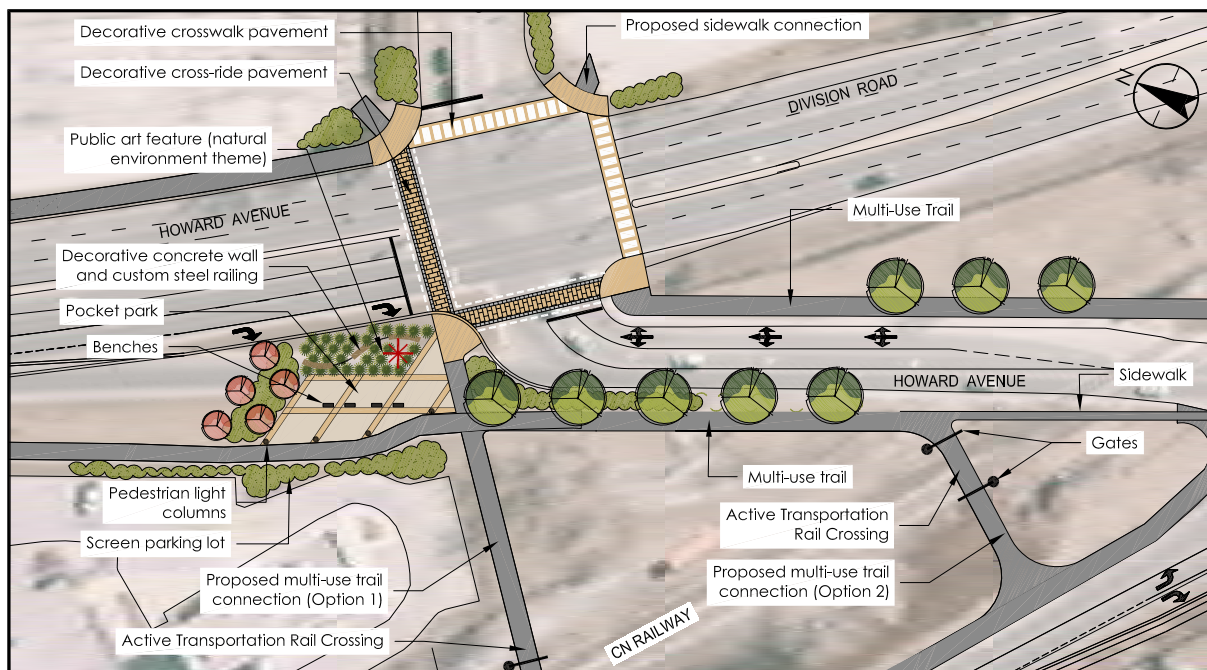 Decorative crosswalk pavement
Proposed sidewalk connection
Decorative cross-ride pavement
N
DIVISION ROAD
Public art feature (natural
environment theme)
Multi-Use Trail
HOWARD AVENUE
Decorative concrete wall
and custom steel railing
Pocket park
Benches
HOWARD AVENUE
Sidewalk
Gates
Multi-use trail
Pedestrian light
columns
Active Transportation
Rail Crossing
Screen parking lot
Proposed multi-use trail
connection (Option 1)
Proposed multi-use trail
connection (Option 2)
CN RAILWAY
Active Transportation Rail Crossing